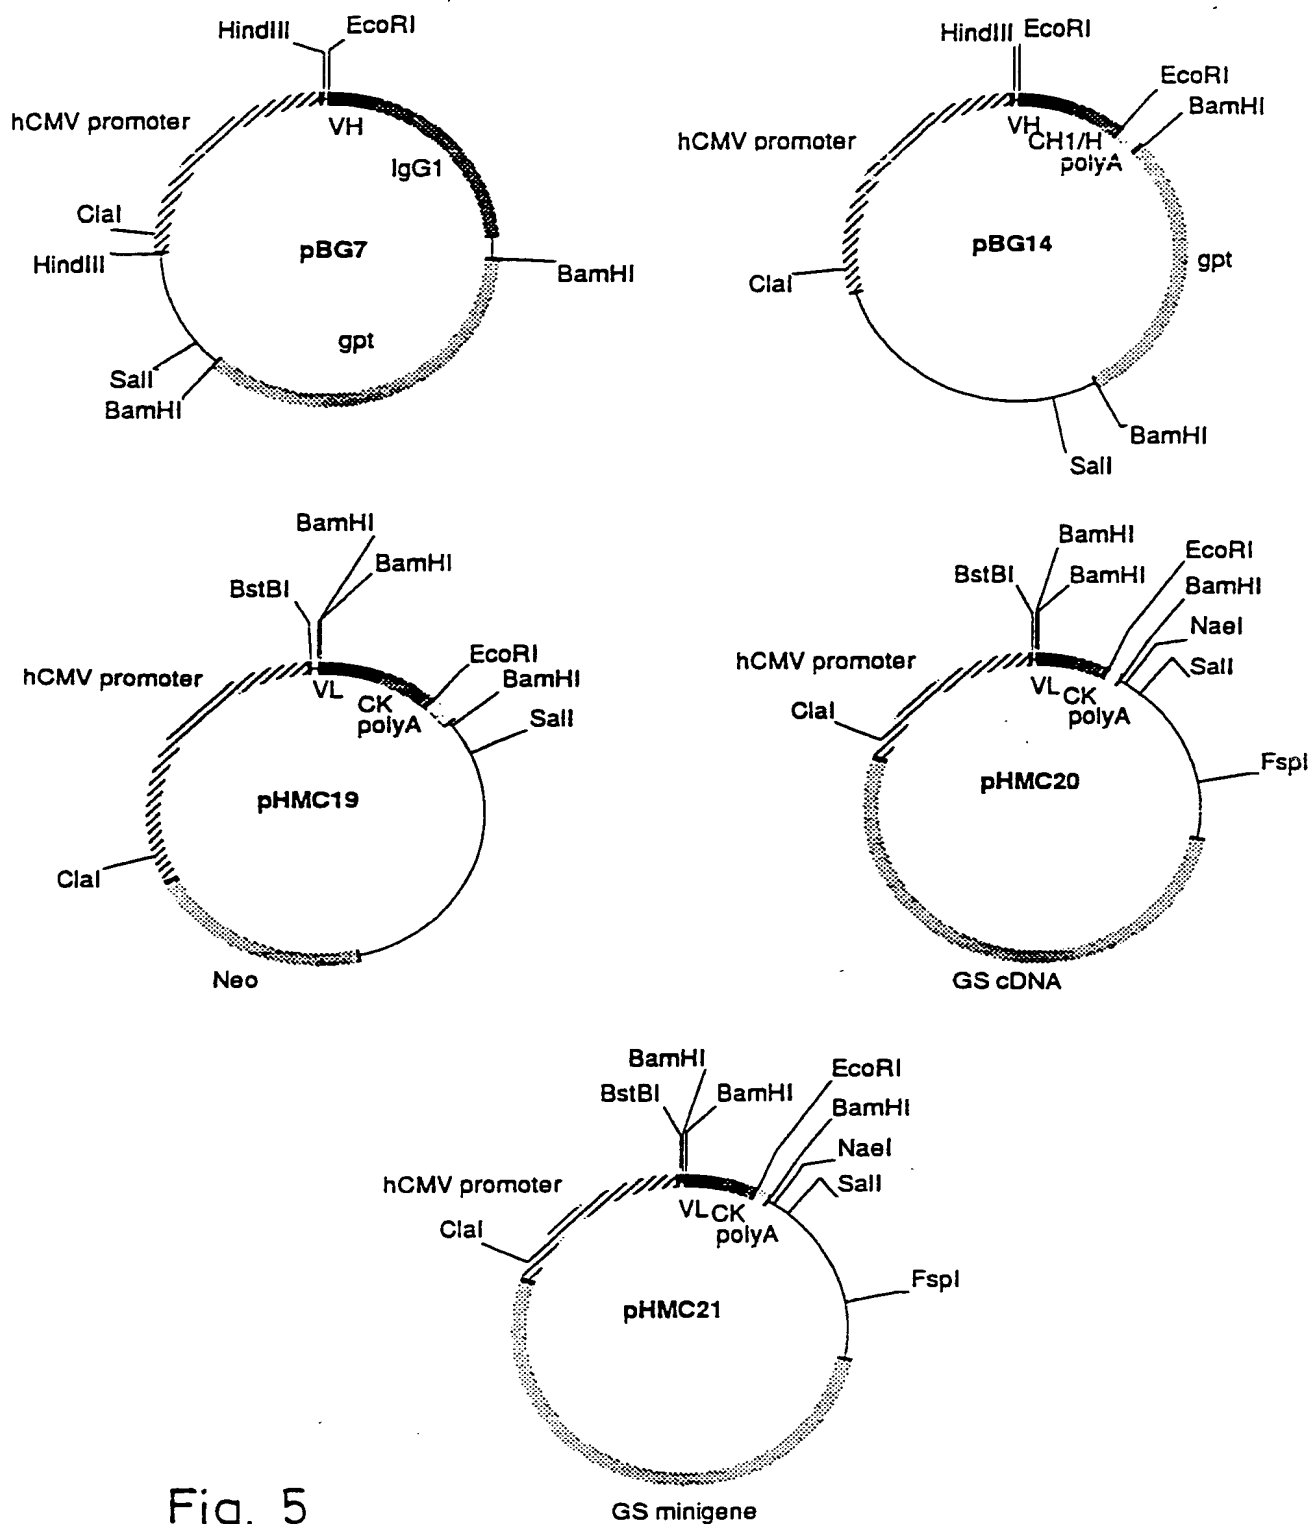 HindIII
EcoRI
hCMV promoter
VH
IgG1
ClaI
HindIII
pBG7
BamHI
gpt
SalI
BamHI
HindIII
EcoRI
EcoRI
BamHI
hCMV promoter
VH
CH1/H
polyA
pBG14
gpt
ClaI
BamHI
SalI
BamHI
BamHI
BstBI
EcoRI
BamHI
hCMV promoter
VL
CK
polyA
SalI
pHMC19
ClaI
Neo
BamHI
EcoRI
BstBI
BamHI
BamHI
NaeI
SalI
hCMV promoter
VL
CK
polyA
ClaI
pHMC20
FspI
GS cDNA
BamHI
EcoRI
BstBI
BamHI
BamHI
NaeI
SalI
hCMV promoter
VL
CK
polyA
ClaI
pHMC21
FspI
GS minigene
Fig. 5